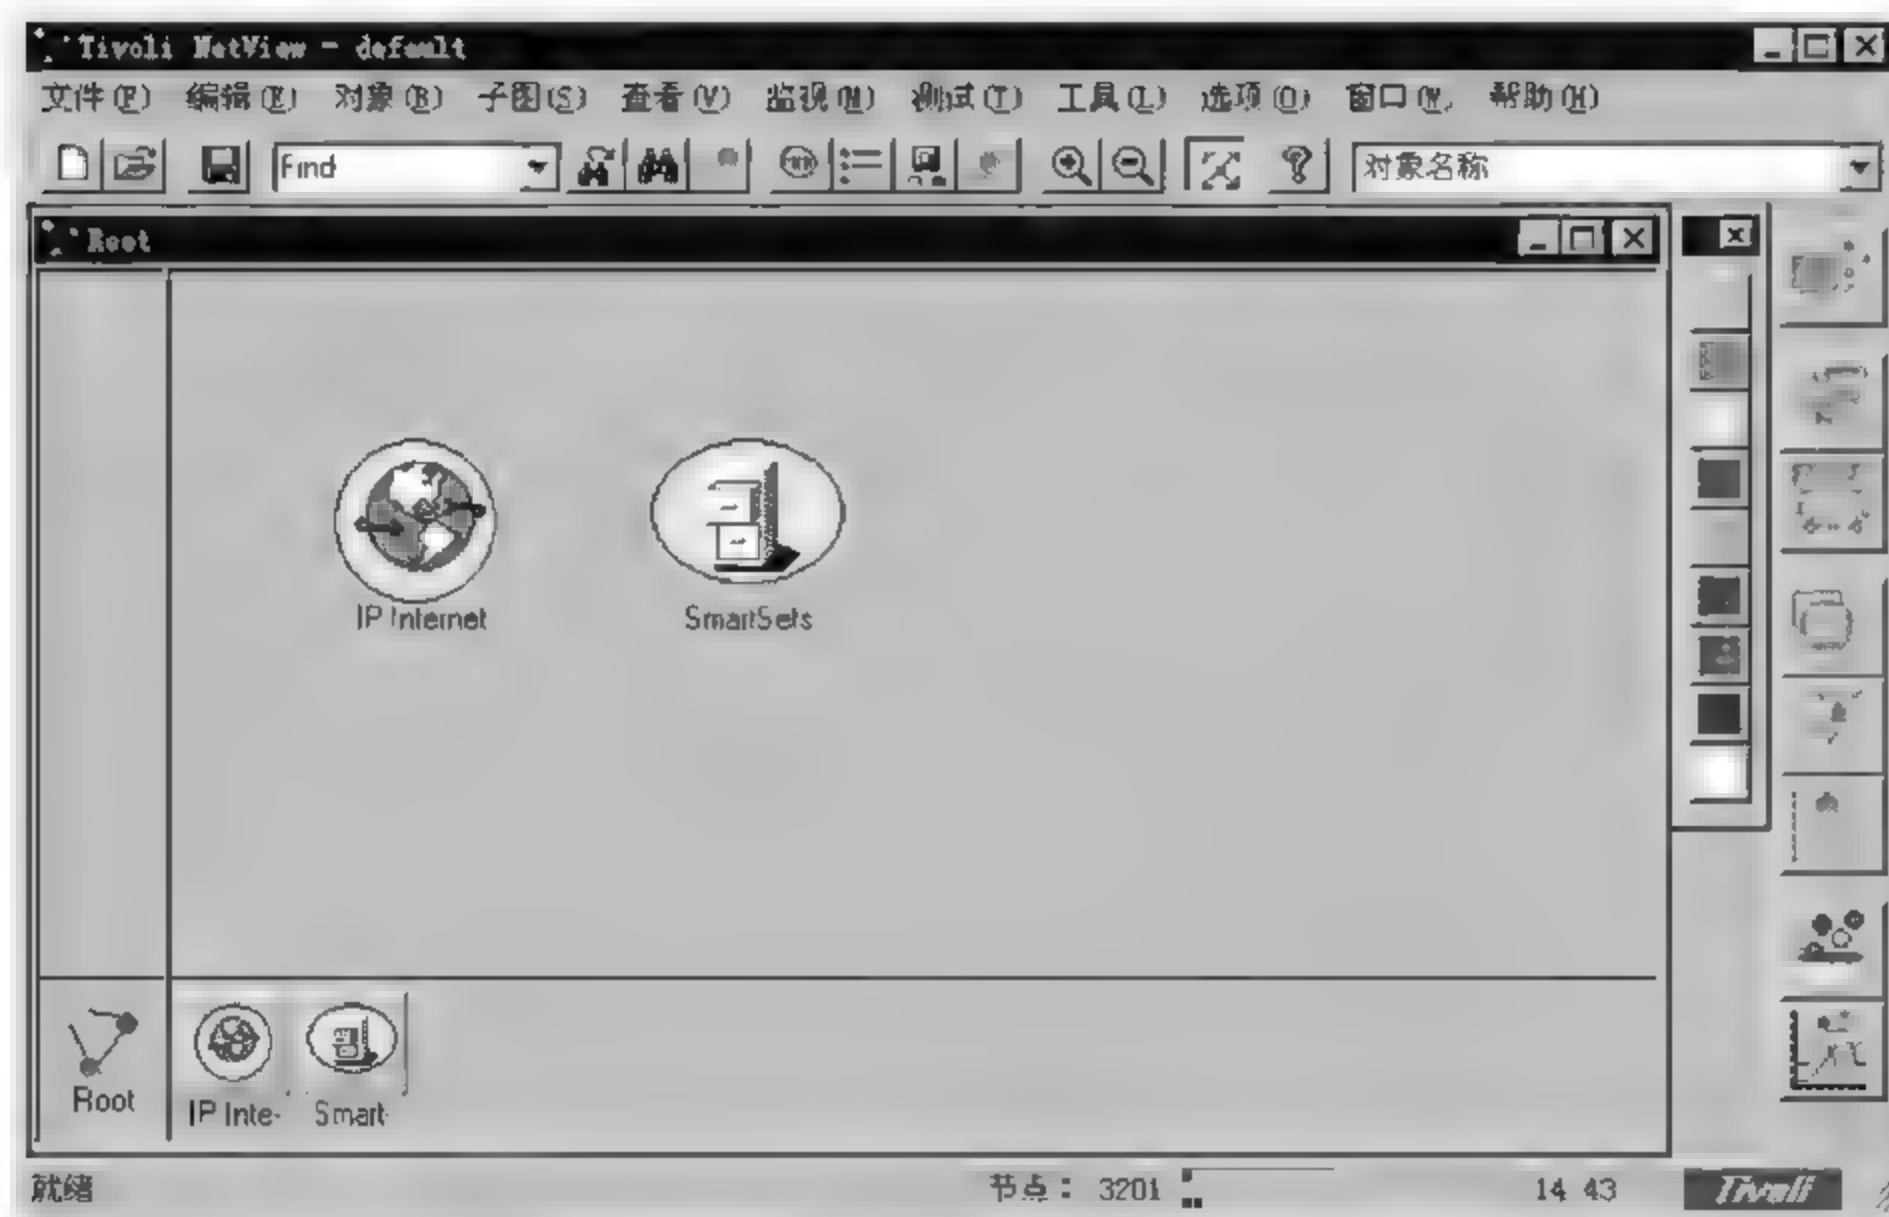 Tivoli NetView - default
文件(F) 编辑(E) 对象(B) 子图(S) 查看(V) 监视(M) 测试(T) 工具(L) 选项(O) 窗口(W) 帮助(H)
Find 对象名称
Root
IP Internet SmartSets
Root IP Inte- Smart-
就绪 节点: 3201 14 43 Tivoli